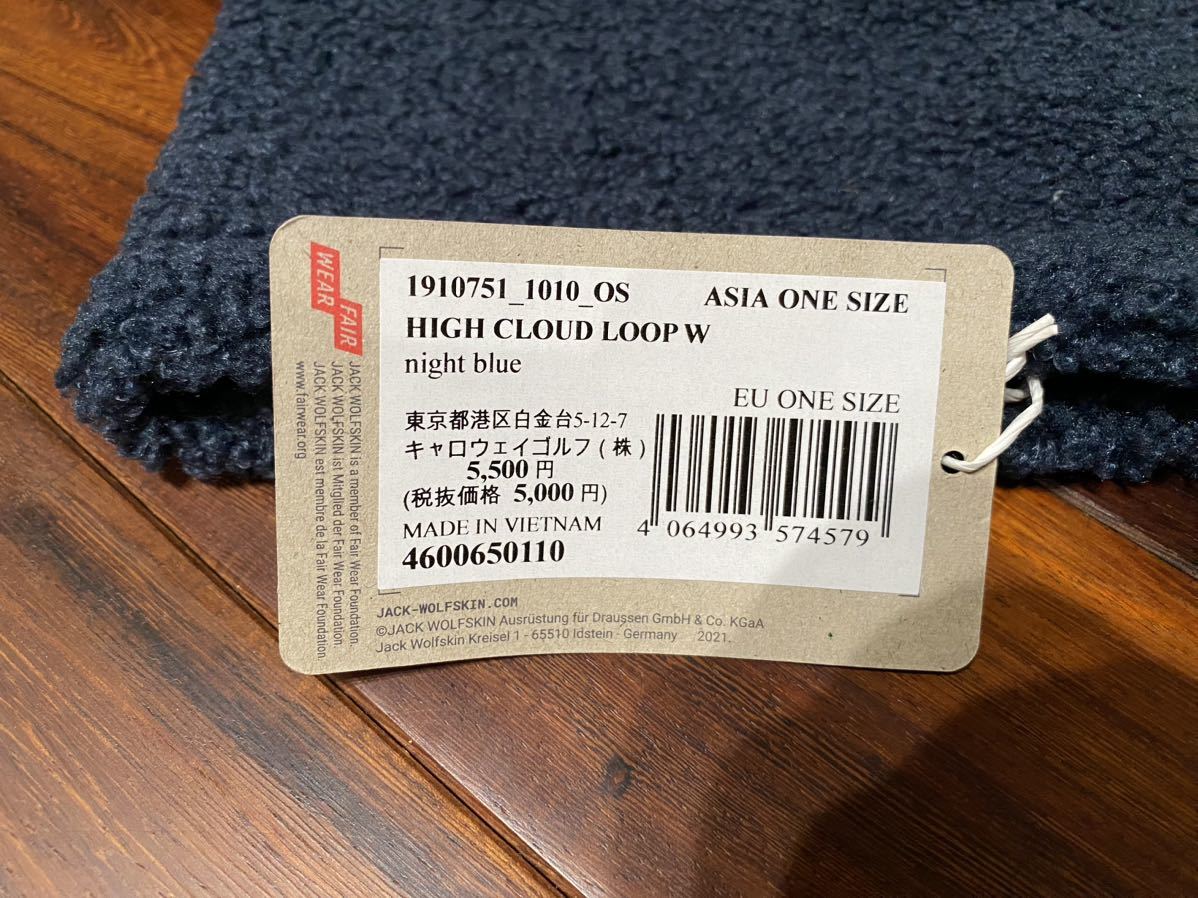 1910751_1010_OS
ASIA ONE SIZE
HIGH CLOUD LOOP W
night blue
EU ONE SIZE
東京都港区白金台5-12-7
キャロウェイゴルフ(株)
5,500円
(税抜価格 5,000円)
MADE IN VIETNAM
4 064993 574579
4600650110
JACK-WOLFSKIN.COM
©JACK WOLFSKIN Ausrüstung für Draussen GmbH & Co. KGaA
Jack Wolfskin Kreisel 1 - 65510 Idstein - Germany 2021.
WEAR
FAIR
JACK WOLFSKIN is a member of Fair Wear Foundation.
JACK WOLFSKIN ist Mitglied der Fair Wear Foundation.
JACK WOLFSKIN est membre de la Fair Wear Foundation.
www.fairwear.org